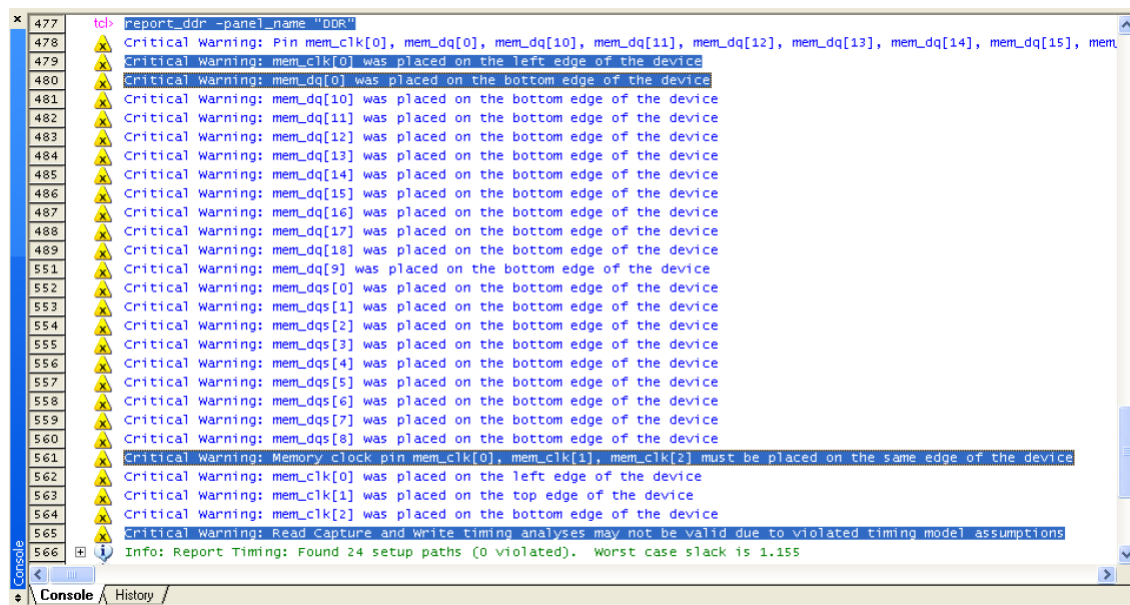 477 tcl> report_ddr -panel_name "DDR"
478 Critical Warning: Pin mem_clk[0], mem_dq[0], mem_dq[10], mem_dq[11], mem_dq[12], mem_dq[13], mem_dq[14], mem_dq[15], mem
479 Critical Warning: mem_clk[0] was placed on the left edge of the device
480 Critical Warning: mem_dq[0] was placed on the bottom edge of the device
481 Critical Warning: mem_dq[10] was placed on the bottom edge of the device
482 Critical Warning: mem_dq[11] was placed on the bottom edge of the device
483 Critical Warning: mem_dq[12] was placed on the bottom edge of the device
484 Critical Warning: mem_dq[13] was placed on the bottom edge of the device
485 Critical Warning: mem_dq[14] was placed on the bottom edge of the device
486 Critical Warning: mem_dq[15] was placed on the bottom edge of the device
487 Critical Warning: mem_dq[16] was placed on the bottom edge of the device
488 Critical Warning: mem_dq[17] was placed on the bottom edge of the device
489 Critical Warning: mem_dq[18] was placed on the bottom edge of the device
551 Critical Warning: mem_dq[9] was placed on the bottom edge of the device
552 Critical Warning: mem_dqs[0] was placed on the bottom edge of the device
553 Critical Warning: mem_dqs[1] was placed on the bottom edge of the device
554 Critical Warning: mem_dqs[2] was placed on the bottom edge of the device
555 Critical Warning: mem_dqs[3] was placed on the bottom edge of the device
556 Critical Warning: mem_dqs[4] was placed on the bottom edge of the device
557 Critical Warning: mem_dqs[5] was placed on the bottom edge of the device
558 Critical Warning: mem_dqs[6] was placed on the bottom edge of the device
559 Critical Warning: mem_dqs[7] was placed on the bottom edge of the device
560 Critical Warning: mem_dqs[8] was placed on the bottom edge of the device
561 Critical Warning: Memory clock pin mem_clk[0], mem_clk[1], mem_clk[2] must be placed on the same edge of the device
562 Critical Warning: mem_clk[0] was placed on the left edge of the device
563 Critical Warning: mem_clk[1] was placed on the top edge of the device
564 Critical Warning: mem_clk[2] was placed on the bottom edge of the device
565 Critical Warning: Read Capture and Write timing analyses may not be valid due to violated timing model assumptions
566 Info: Report Timing: Found 24 setup paths (0 violated).  Worst case slack is 1.155
Console
Console History